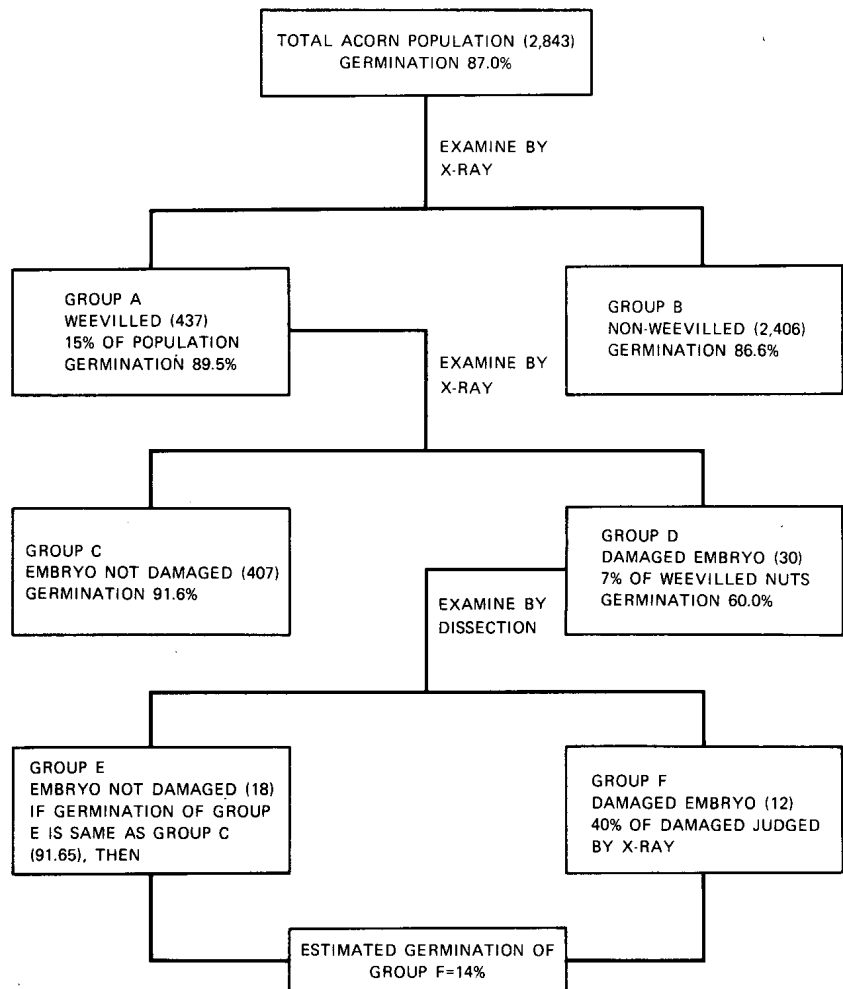 TOTAL ACORN POPULATION (2,843)
GERMINATION 87.0%
EXAMINE BY
X-RAY
GROUP A
WEEVILLED (437)
15% OF POPULATION
GERMINATION 89.5%
GROUP B
NON-WEEVILLED (2,406)
GERMINATION 86.6%
EXAMINE BY
X-RAY
GROUP C
EMBRYO NOT DAMAGED (407)
GERMINATION 91.6%
GROUP D
DAMAGED EMBRYO (30)
7% OF WEEVILLED NUTS
GERMINATION 60.0%
EXAMINE BY
DISSECTION
GROUP E
EMBRYO NOT DAMAGED (18)
IF GERMINATION OF GROUP
E IS SAME AS GROUP C
(91.65), THEN
GROUP F
DAMAGED EMBRYO (12)
40% OF DAMAGED JUDGED
BY X-RAY
ESTIMATED GERMINATION OF
GROUP F=14%